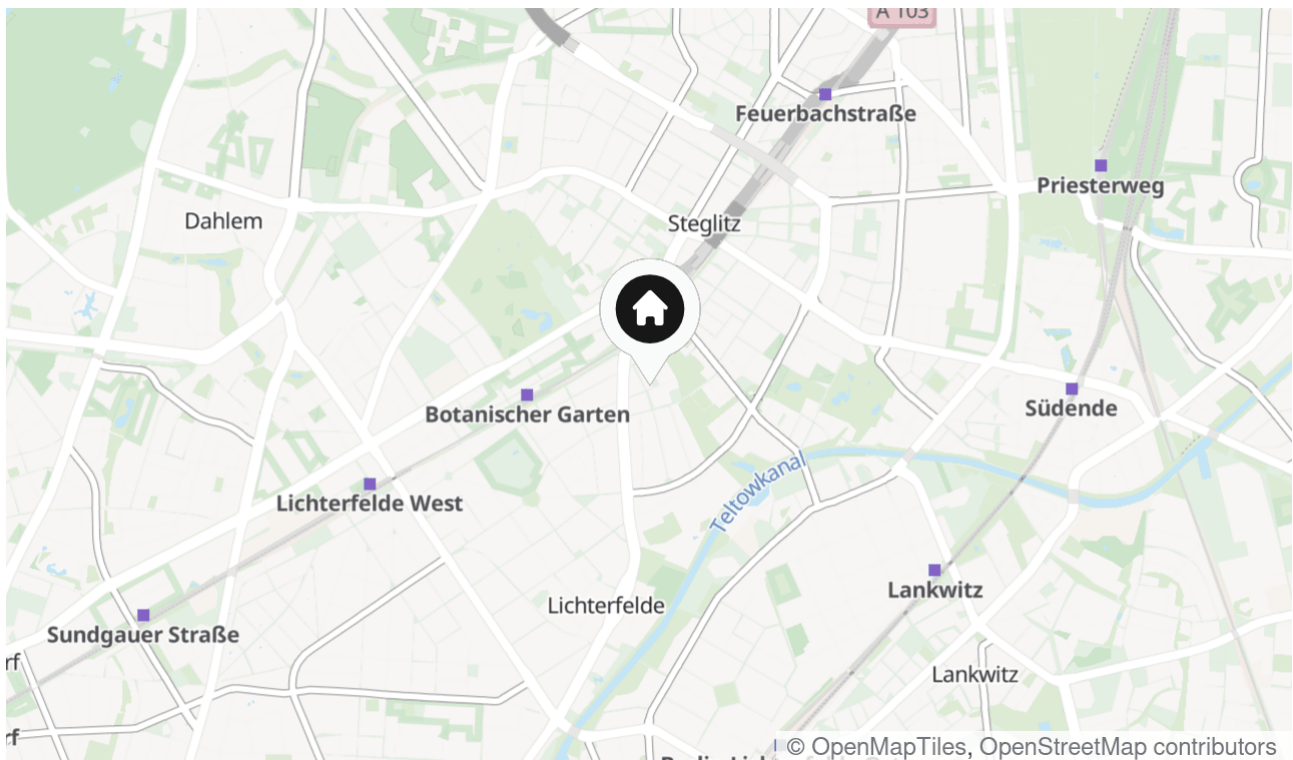 A 103
Feuerbachstraße
Priesterweg
Dahlem
Steglitz
Südende
Botanischer Garten
Teltowkanal
Lichterfelde West
Lankwitz
Lichterfelde
Sundgauer Straße
Lankwitz
© OpenMapTiles, OpenStreetMap contributors